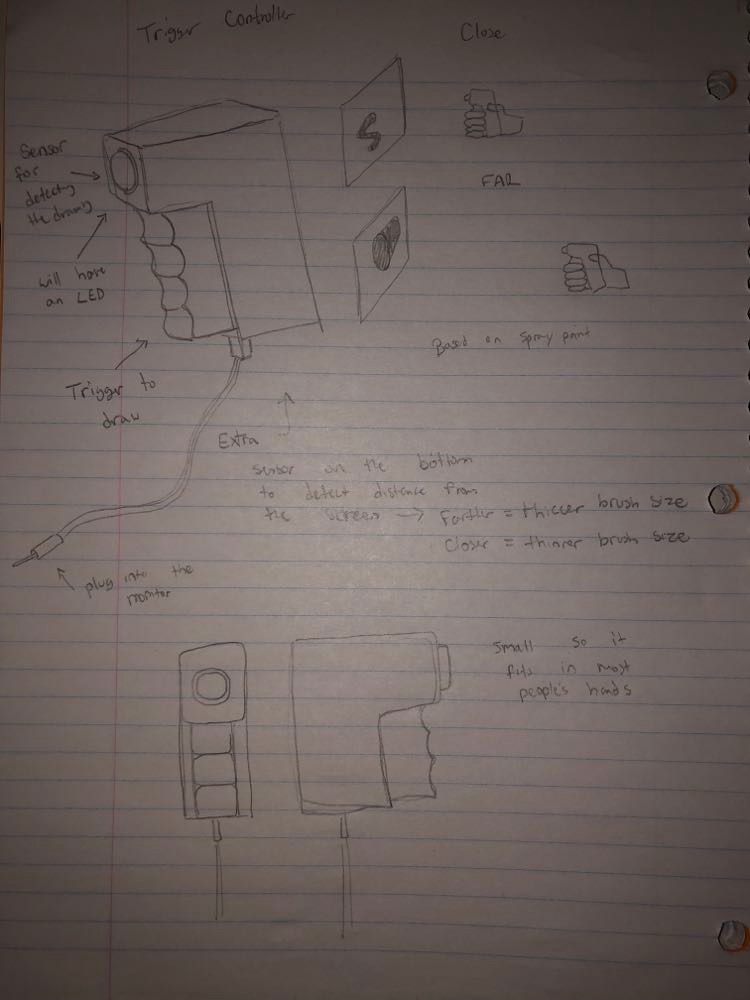 Trigger Controller
Close
Sensor
for
detecting
the drawing
FAR
will have
an LED
Based on Spray paint
Trigger to
draw
Extra
Sensor on the bottom
to detect distance from
the screen → Farther = thiccer brush size
Closer = thinner brush size
plug into the
monitor
Small so it
fits in most
people's hands